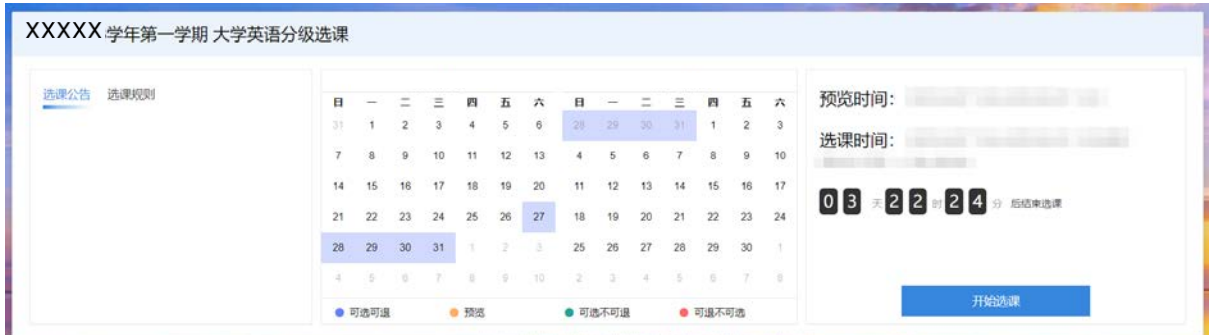 XXXXX学年第一学期 大学英语分级选课
选课公告 选课规则
日 一 二 三 四 五 六 日 一 二 三 四 五 六
31 1 2 3 4 5 6 28 29 30 31 1 2 3
7 8 9 10 11 12 13 4 5 6 7 8 9 10
14 15 16 17 18 19 20 11 12 13 14 15 16 17
21 22 23 24 25 26 27 18 19 20 21 22 23 24
28 29 30 31 1 2 3 25 26 27 28 29 30 1
4 5 6 7 8 9 10 2 3 4 5 6 7 8
可选可退 预览 可选不可退 可退不可选
预览时间:
选课时间:
03 天 22 时 24 分 后结束选课
开始选课